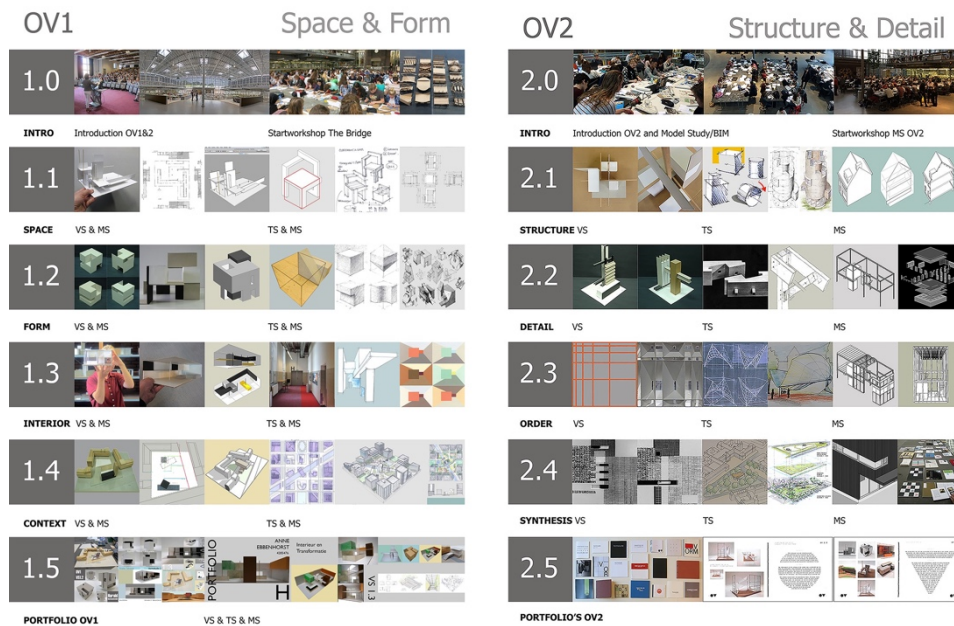 OV1 Space & Form
1.0
INTRO Introduction OV1&2 Startworkshop The Bridge
1.1
SPACE VS & MS TS & MS
1.2
FORM VS & MS TS & MS
1.3
INTERIOR VS & MS TS & MS
1.4
CONTEXT VS & MS TS & MS
1.5
PORTFOLIO
ANNE
EBBENHORST
Interieur en
Transformatie
VS 1.3
PORTFOLIO OV1 VS & TS & MS
OV2 Structure & Detail
2.0
INTRO Introduction OV2 and Model Study/BIM Startworkshop MS OV2
2.1
STRUCTURE VS TS MS
2.2
DETAIL VS TS MS
2.3
ORDER VS TS MS
2.4
SYNTHESIS VS TS MS
2.5
PORTFOLIO'S OV2